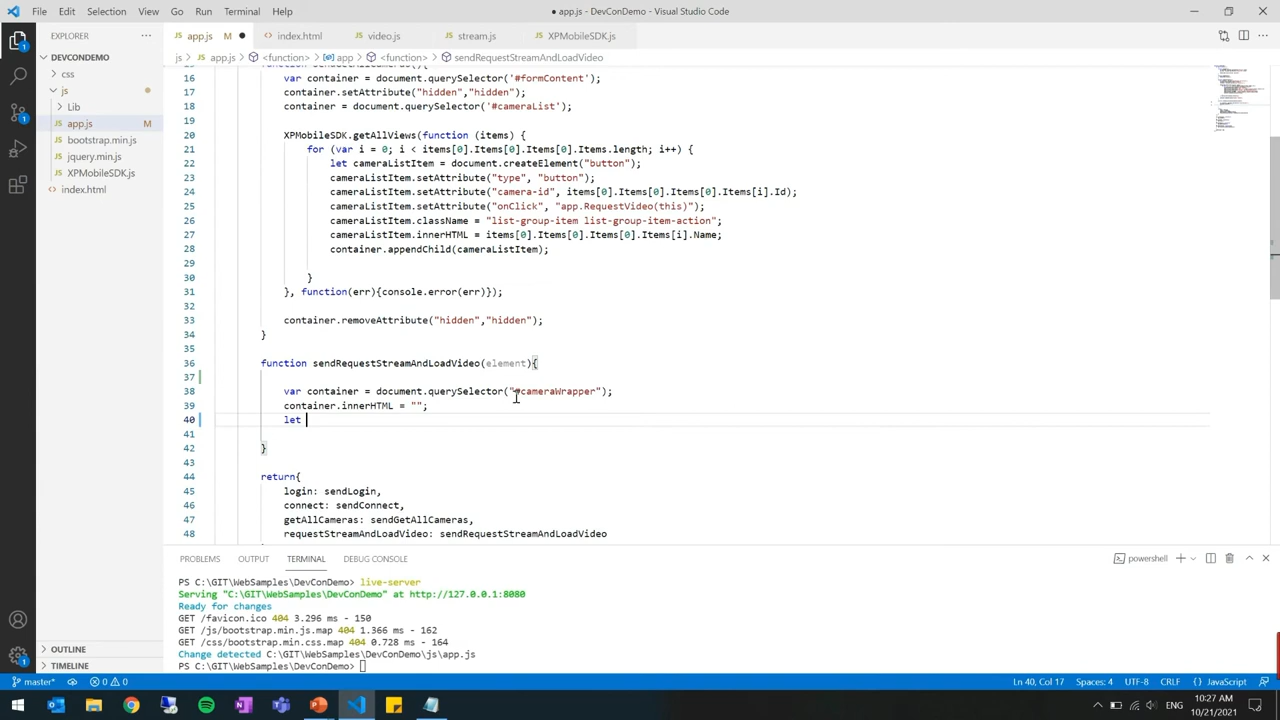 File Edit Selection View Go Run Terminal Help
● app.js - DevConDemo - Visual Studio Code
EXPLORER
app.js M ●
index.html
video.js
stream.js
XPMobileSDK.js
DEVCONDEMO
css
js
Lib
app.js M
bootstrap.min.js
jquery.min.js
XPMobileSDK.js
index.html
js > app.js > <function> > app > <function> > sendRequestStreamAndLoadVideo
16 var container = document.querySelector('#formContent');
17 container.setAttribute("hidden","hidden")
18 container = document.querySelector('#cameraList');
19
20 XPMobileSDK.getAllViews(function (items) {
21 for (var i = 0; i < items[0].Items[0].Items[0].Items.length; i++) {
22 let cameraListItem = document.createElement("button");
23 cameraListItem.setAttribute("type", "button");
24 cameraListItem.setAttribute("camera-id", items[0].Items[0].Items[0].Items[i].Id);
25 cameraListItem.setAttribute("onClick", "app.RequestVideo(this)");
26 cameraListItem.className = "list-group-item list-group-item-action";
27 cameraListItem.innerHTML = items[0].Items[0].Items[0].Items[i].Name;
28 container.appendChild(cameraListItem);
29
30 }
31 }, function(err){console.error(err)});
32
33 container.removeAttribute("hidden","hidden");
34 }
35
36 function sendRequestStreamAndLoadVideo(element){
37
38 var container = document.querySelector("#cameraWrapper");
39 container.innerHTML = "";
40 let
41
42 }
43
44 return{
45 login: sendLogin,
46 connect: sendConnect,
47 getAllCameras: sendGetAllCameras,
48 requestStreamAndLoadVideo: sendRequestStreamAndLoadVideo
PROBLEMS OUTPUT TERMINAL DEBUG CONSOLE
powershell
PS C:\GIT\WebSamples\DevConDemo> live-server
Serving "C:\GIT\WebSamples\DevConDemo" at http://127.0.0.1:8080
Ready for changes
GET /favicon.ico 404 3.296 ms - 150
GET /js/bootstrap.min.js.map 404 1.366 ms - 162
GET /css/bootstrap.min.css.map 404 0.728 ms - 164
Change detected C:\GIT\WebSamples\DevConDemo\js\app.js
PS C:\GIT\WebSamples\DevConDemo>
OUTLINE
TIMELINE
master* 0 0
Ln 40, Col 17 Spaces: 4 UTF-8 CRLF {} JavaScript
10:27 AM
10/21/2021